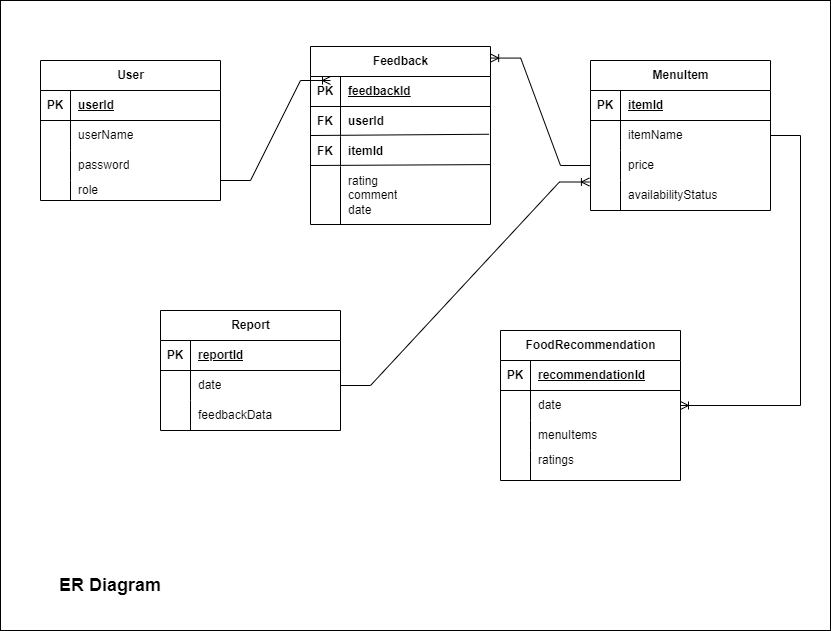 User
PK userId
userName
password
role
Feedback
PK feedbackId
FK userId
FK itemId
rating
comment
date
MenuItem
PK itemId
itemName
price
availabilityStatus
Report
PK reportId
date
feedbackData
FoodRecommendation
PK recommendationId
date
menuItems
ratings
ER Diagram